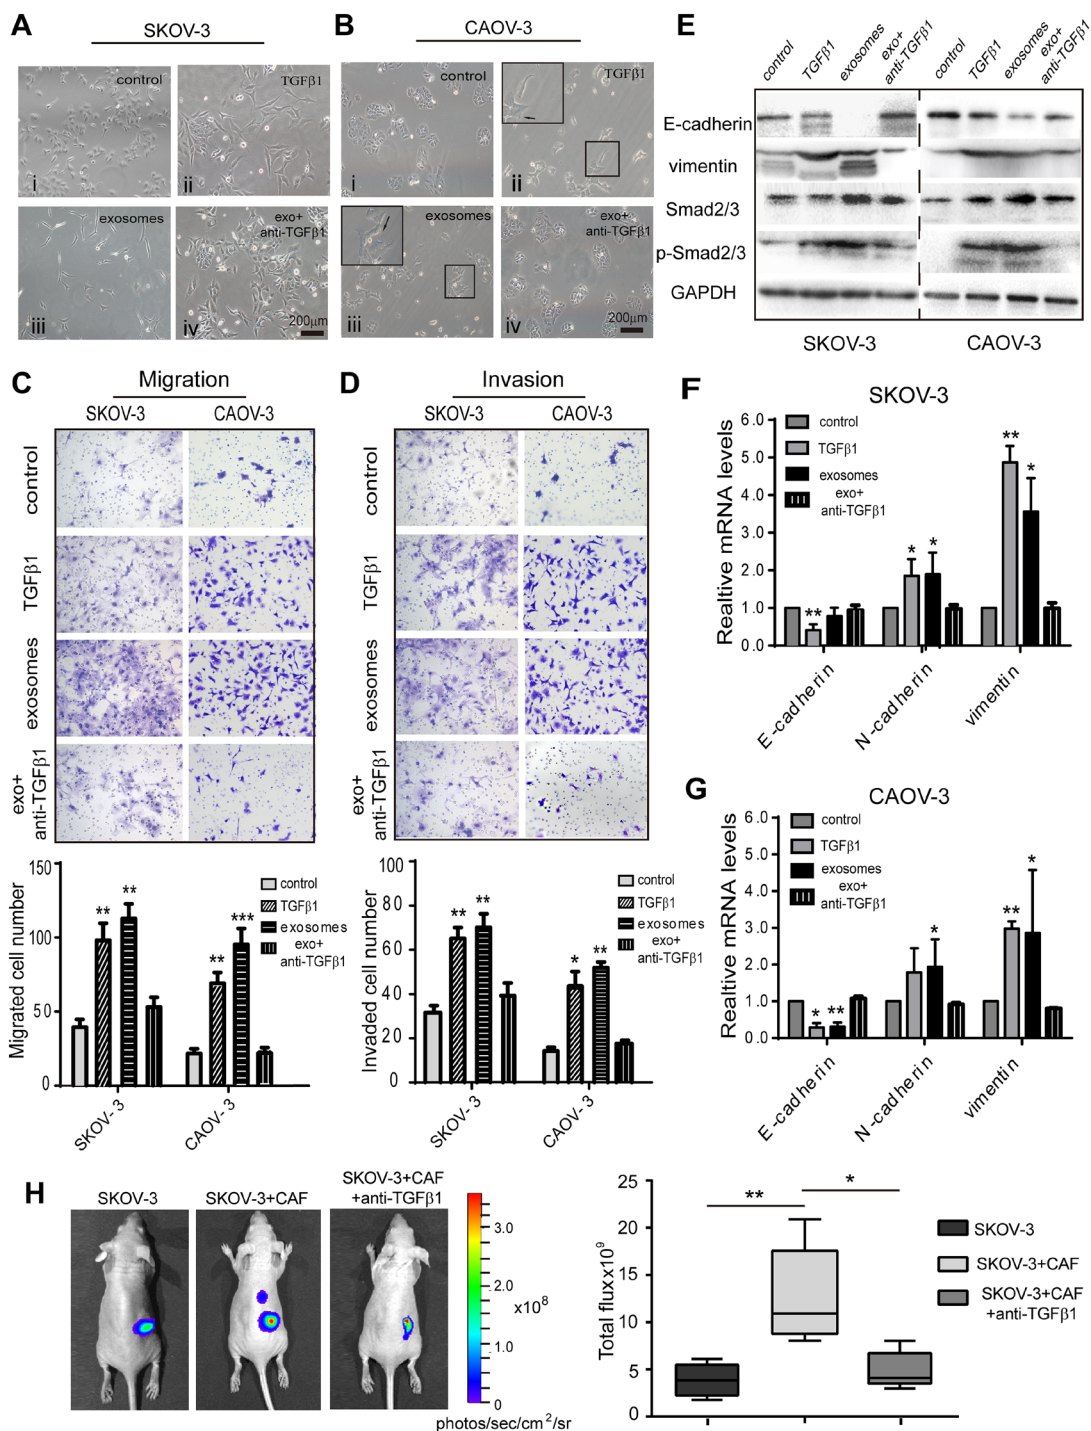 A
SKOV-3
control
i
TGFβ1
ii
exosomes
iii
exo+
anti-TGFβ1
iv
200μm
B
CAOV-3
control
i
TGFβ1
ii
exosomes
iii
exo+
anti-TGFβ1
iv
200μm
E
control
TGFβ1
exosomes
exo+
anti-TGFβ1
control
TGFβ1
exosomes
exo+
anti-TGFβ1
E-cadherin
vimentin
Smad2/3
p-Smad2/3
GAPDH
SKOV-3
CAOV-3
C
Migration
SKOV-3
CAOV-3
control
TGFβ1
exosomes
exo+
anti-TGFβ1
Migrated cell number
150
100
50
0
**
**
**
***
control
TGFβ1
exosomes
exo+
anti-TGFβ1
SKOV-3
CAOV-3
D
Invasion
SKOV-3
CAOV-3
control
TGFβ1
exosomes
exo+
anti-TGFβ1
Invaded cell number
100
80
60
40
20
0
**
**
*
**
control
TGFβ1
exosomes
exo+
anti-TGFβ1
SKOV-3
CAOV-3
F
SKOV-3
Realtive mRNA levels
6.0
5.0
4.0
3.0
2.0
1.0
0.0
control
TGFβ1
exosomes
exo+
anti-TGFβ1
**
*
*
**
*
E-cadherin
N-cadherin
vimentin
G
CAOV-3
Realtive mRNA levels
6.0
5.0
4.0
3.0
2.0
1.0
0.0
control
TGFβ1
exosomes
exo+
anti-TGFβ1
*
**
*
**
*
E-cadherin
N-cadherin
vimentin
H
SKOV-3
SKOV-3+CAF
SKOV-3+CAF
+anti-TGFβ1
3.0
2.0
x10⁸
1.0
0
photos/sec/cm²/sr
Total fluxx10⁹
25
20
15
10
5
0
**
*
SKOV-3
SKOV-3+CAF
SKOV-3+CAF
+anti-TGFβ1